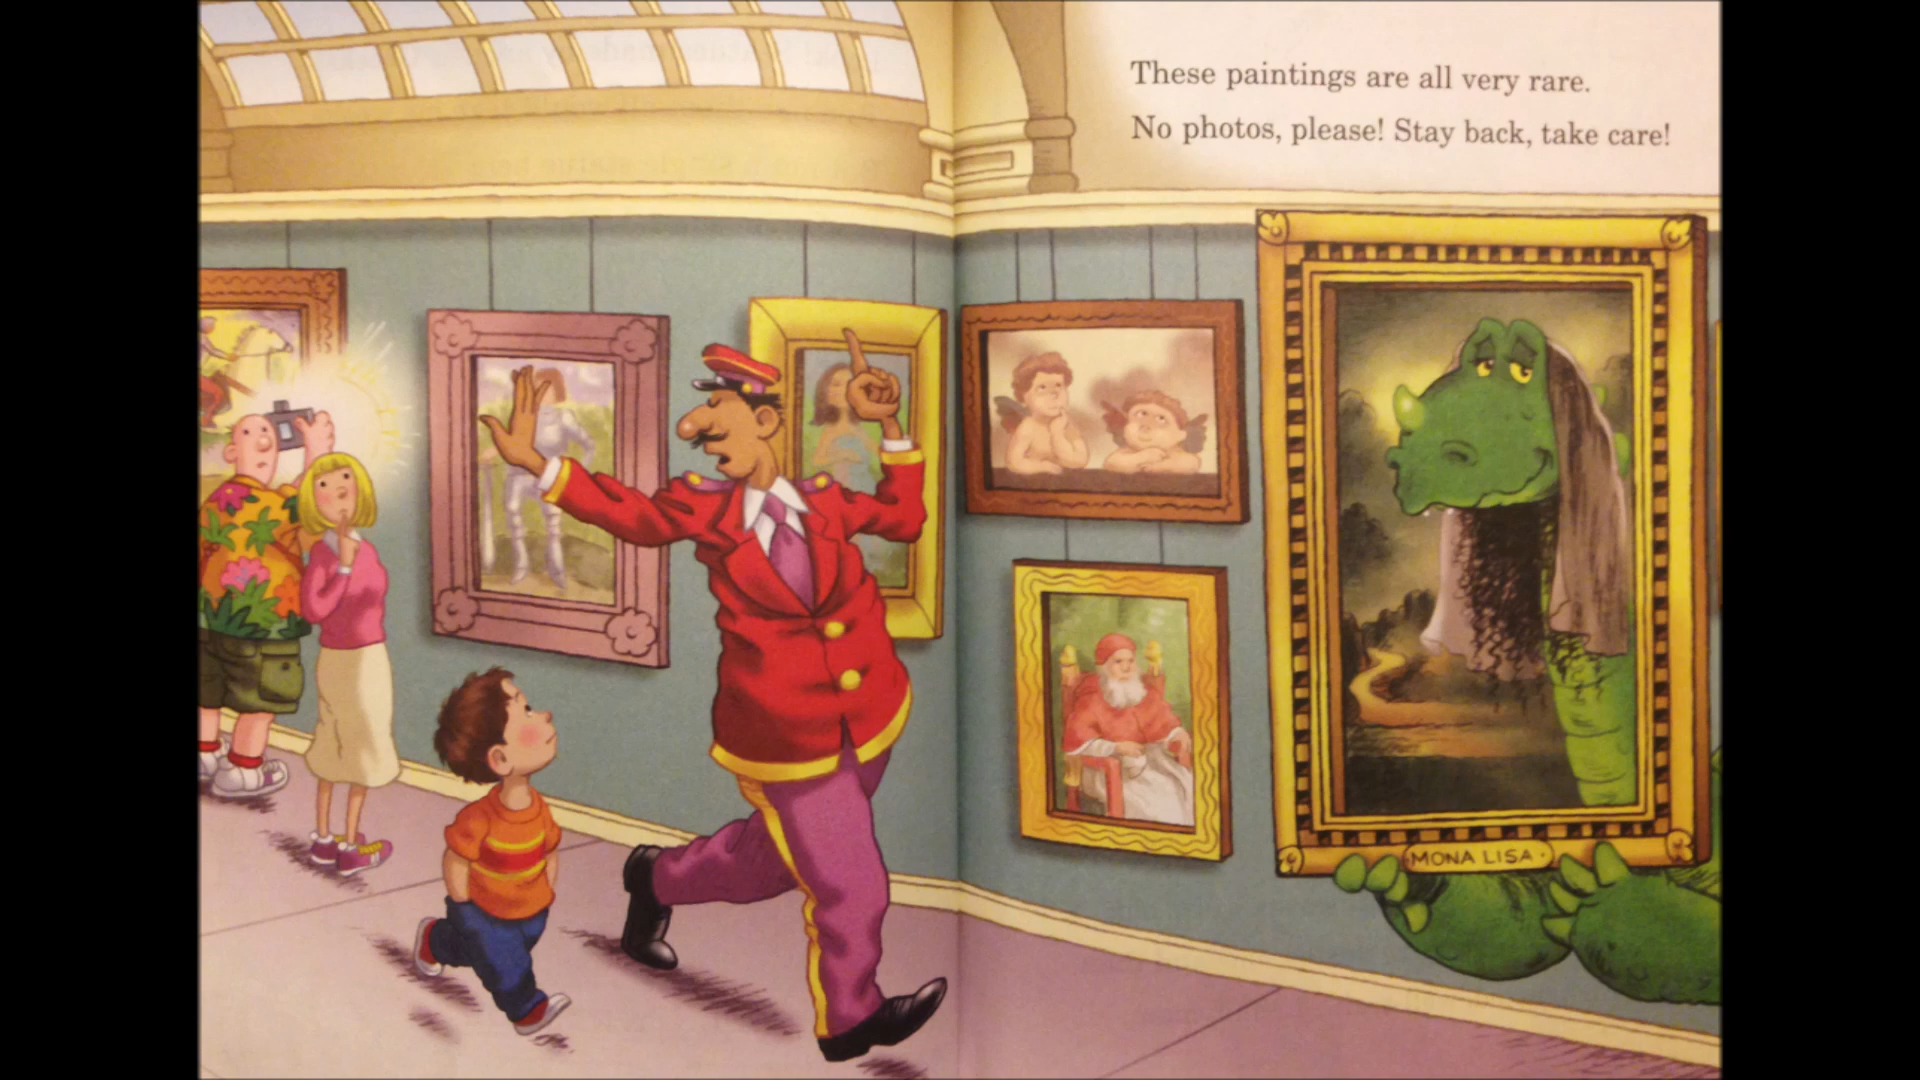 These paintings are all very rare.
No photos, please! Stay back, take care!
MONA LISA